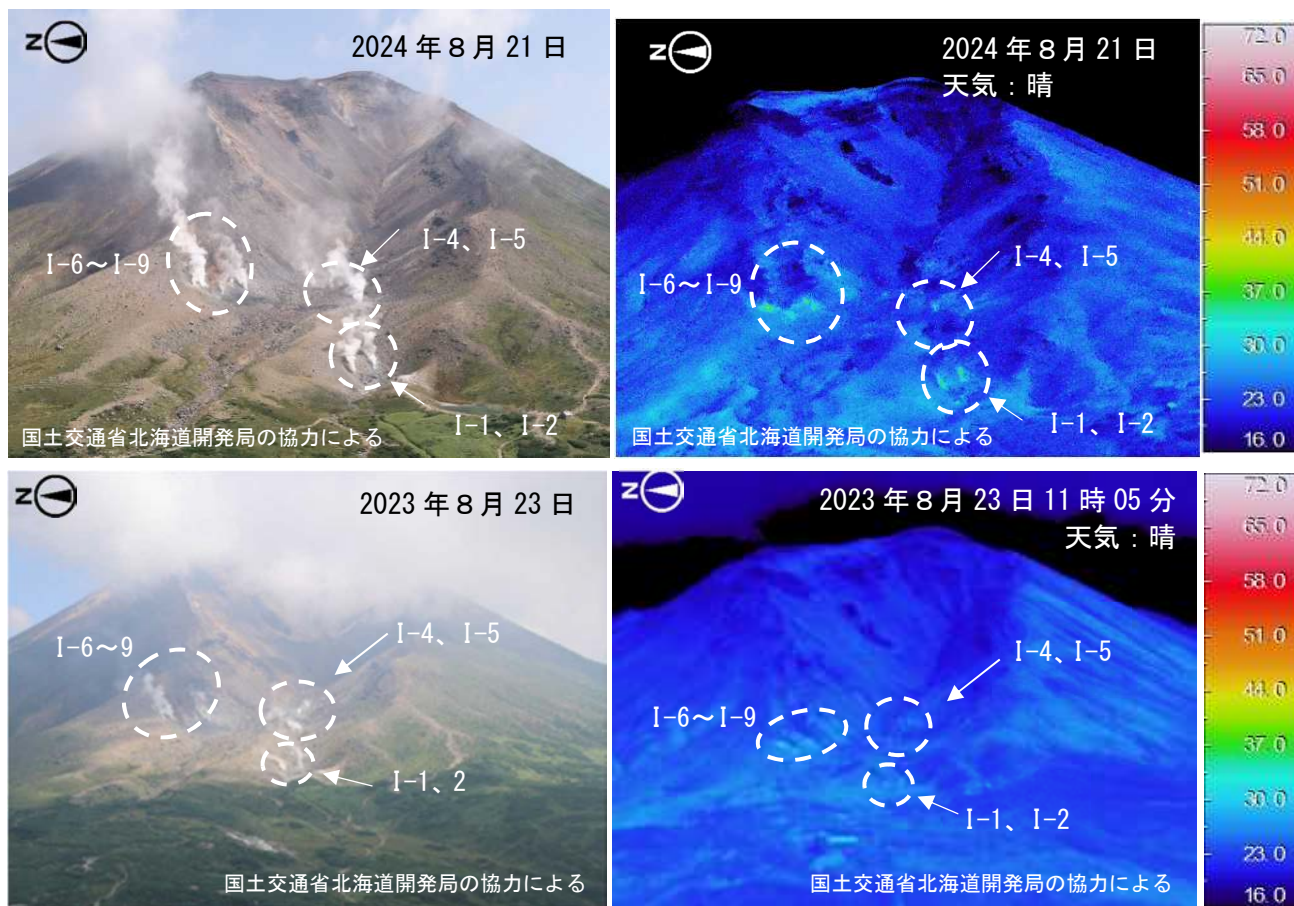 N
2024年8月21日
I-4、I-5
I-6～I-9
I-1、I-2
国土交通省北海道開発局の協力による
N
2024年8月21日
天気：晴
I-4、I-5
I-6～I-9
I-1、I-2
国土交通省北海道開発局の協力による
72.0
65.0
58.0
51.0
44.0
37.0
30.0
23.0
16.0
N
2023年8月23日
I-4、I-5
I-6～9
I-1、2
国土交通省北海道開発局の協力による
N
2023年8月23日11時05分
天気：晴
I-4、I-5
I-6～I-9
I-1、I-2
国土交通省北海道開発局の協力による
72.0
65.0
58.0
51.0
44.0
37.0
30.0
23.0
16.0